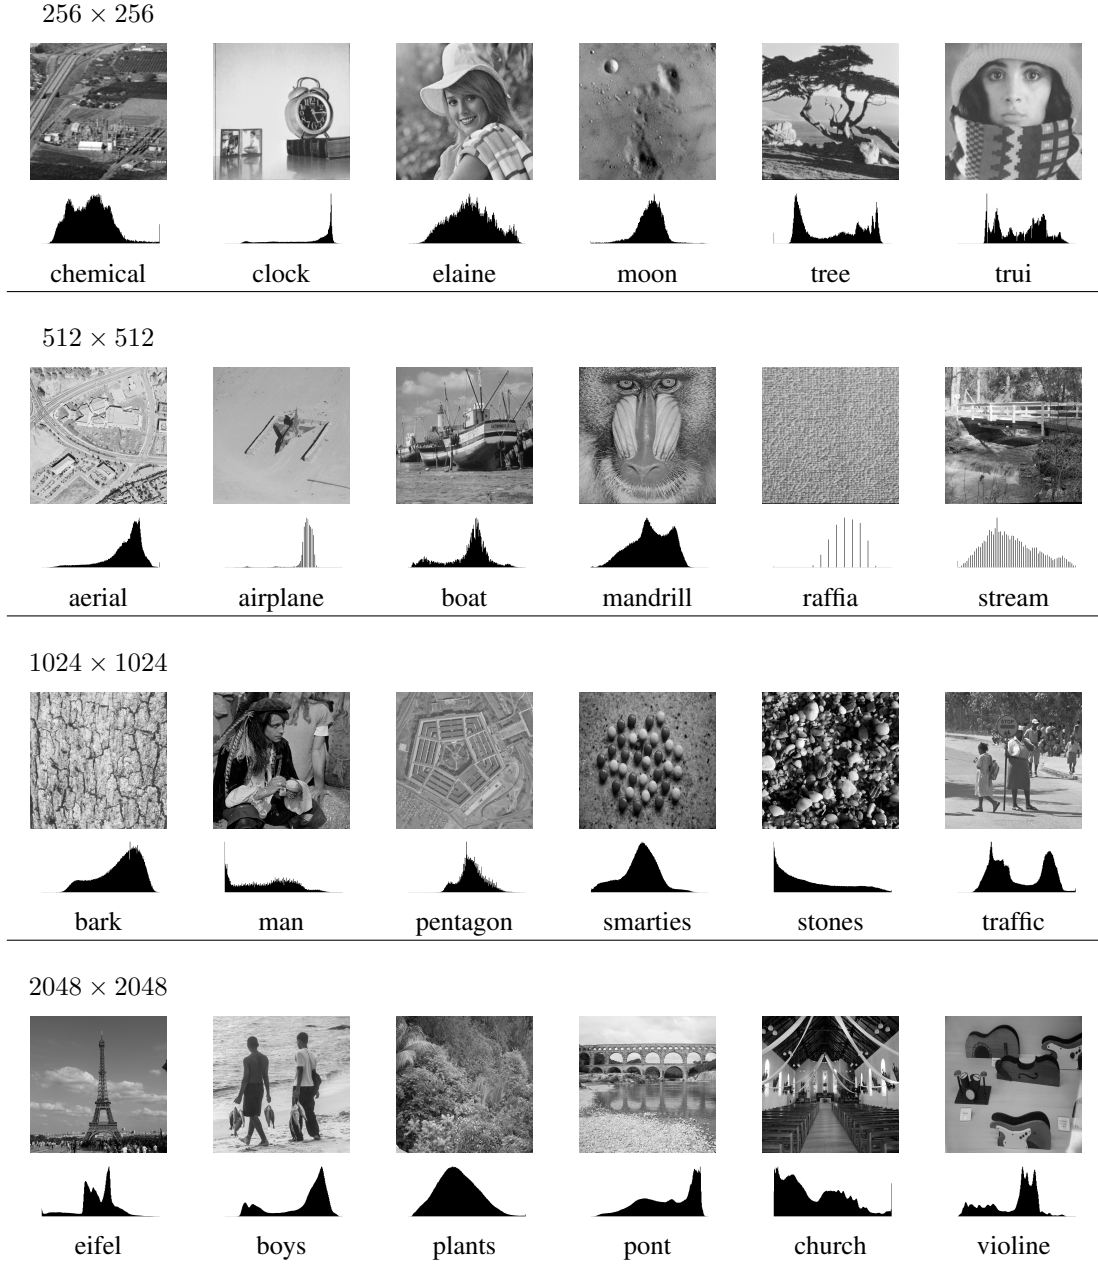 256 × 256
chemical clock elaine moon tree trui
512 × 512
aerial airplane boat mandrill raffia stream
1024 × 1024
bark man pentagon smarties stones traffic
2048 × 2048
eifel boys plants pont church violine